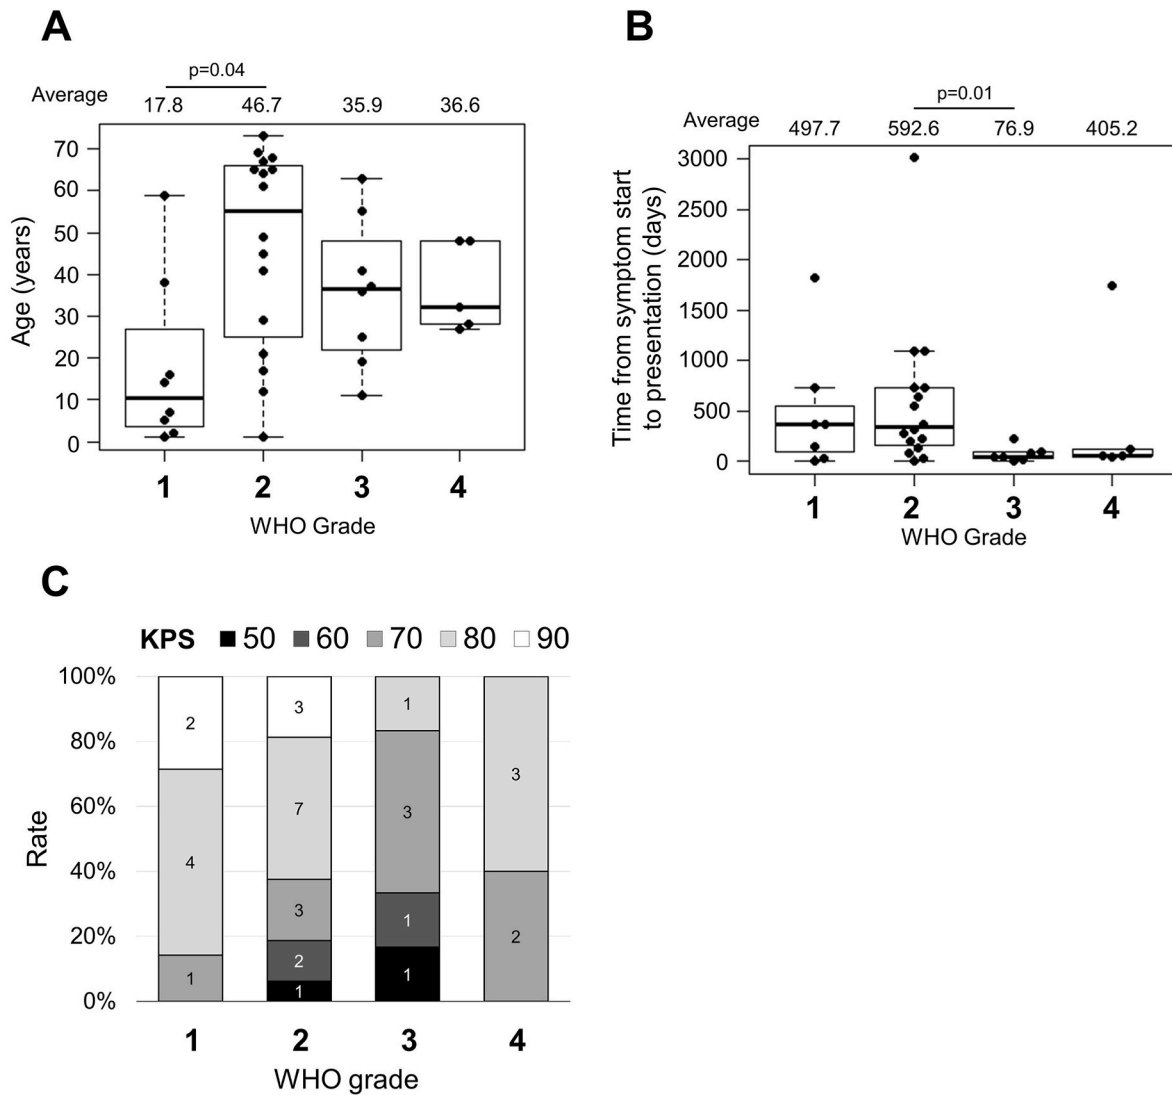 A
p=0.04
Average 17.8 46.7 35.9 36.6
Age (years)
70
60
50
40
30
20
10
0
1 2 3 4
WHO Grade
B
p=0.01
Average 497.7 592.6 76.9 405.2
Time from symptom start
to presentation (days)
3000
2500
2000
1500
1000
500
0
1 2 3 4
WHO Grade
C
KPS 50 60 70 80 90
Rate
100%
80%
60%
40%
20%
0%
2
4
1
3
7
3
2
1
1
3
1
1
3
2
1 2 3 4
WHO grade